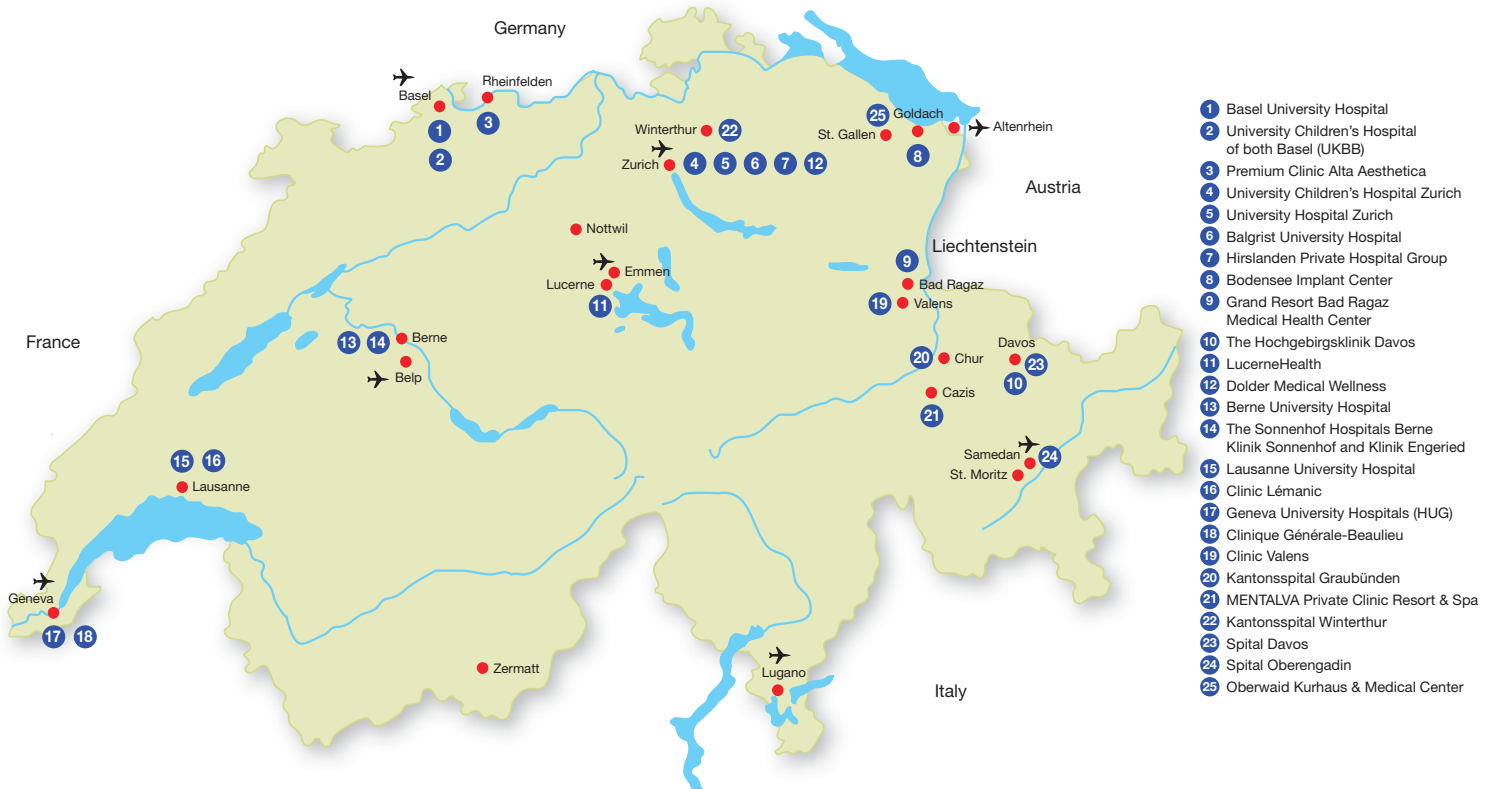 Germany
Rheinfelden
Basel
1
2
3
Winterthur
22
Zurich
4
5
6
7
12
25
Goldach
St. Gallen
8
Altenrhein
Austria
Nottwil
Emmen
Lucerne
11
Liechtenstein
9
Bad Ragaz
19
Valens
France
13
14
Berne
Belp
20
Chur
Davos
23
10
Cazis
21
Samedan
24
St. Moritz
15
16
Lausanne
Geneva
17
18
Zermatt
Lugano
Italy
1 Basel University Hospital
2 University Children's Hospital
of both Basel (UKBB)
3 Premium Clinic Alta Aesthetica
4 University Children's Hospital Zurich
5 University Hospital Zurich
6 Balgrist University Hospital
7 Hirslanden Private Hospital Group
8 Bodensee Implant Center
9 Grand Resort Bad Ragaz
Medical Health Center
10 The Hochgebirgsklinik Davos
11 LucerneHealth
12 Dolder Medical Wellness
13 Berne University Hospital
14 The Sonnenhof Hospitals Berne
Klinik Sonnenhof und Klinik Engeried
15 Lausanne University Hospital
16 Clinic Lémanic
17 Geneva University Hospitals (HUG)
18 Clinique Générale-Beaulieu
19 Clinic Valens
20 Kantonsspital Graubünden
21 MENTALVA Private Clinic Resort & Spa
22 Kantonsspital Winterthur
23 Spital Davos
24 Spital Oberengadin
25 Oberwaid Kurhaus & Medical Center